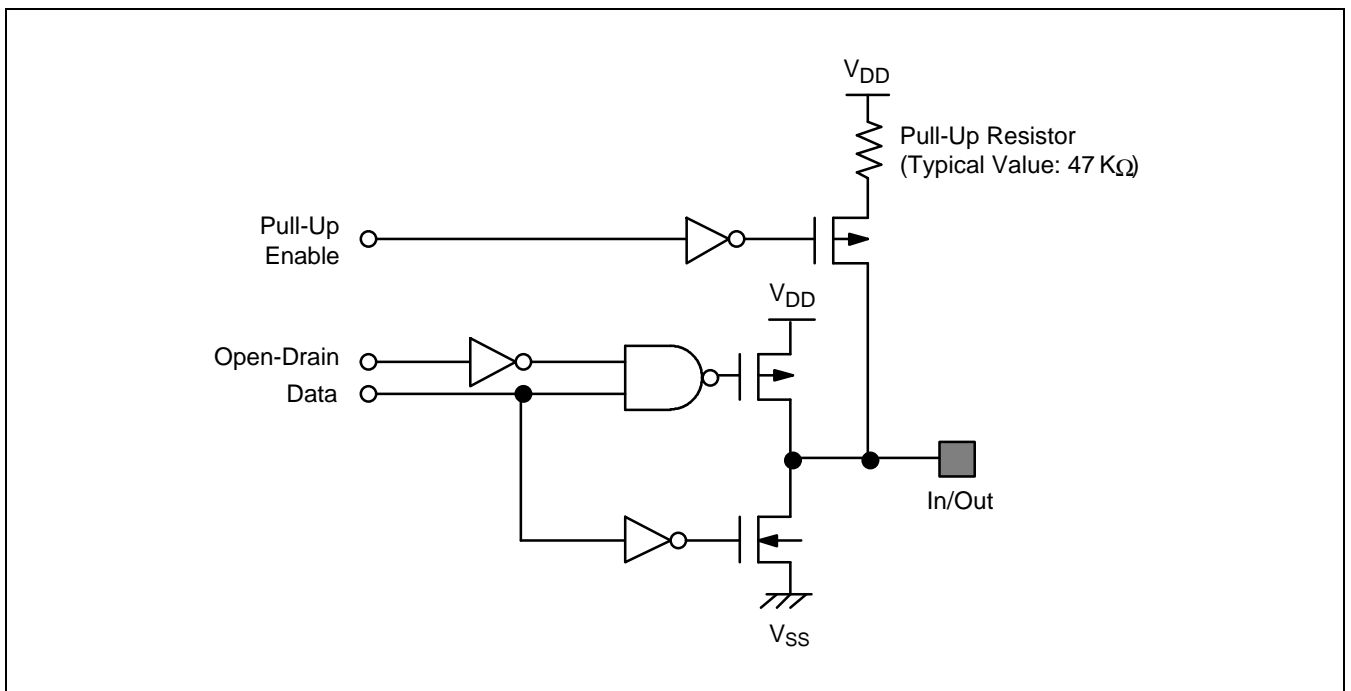 VDD
Pull-Up Resistor
(Typical Value: 47 KΩ)
Pull-Up
Enable
VDD
Open-Drain
Data
In/Out
VSS